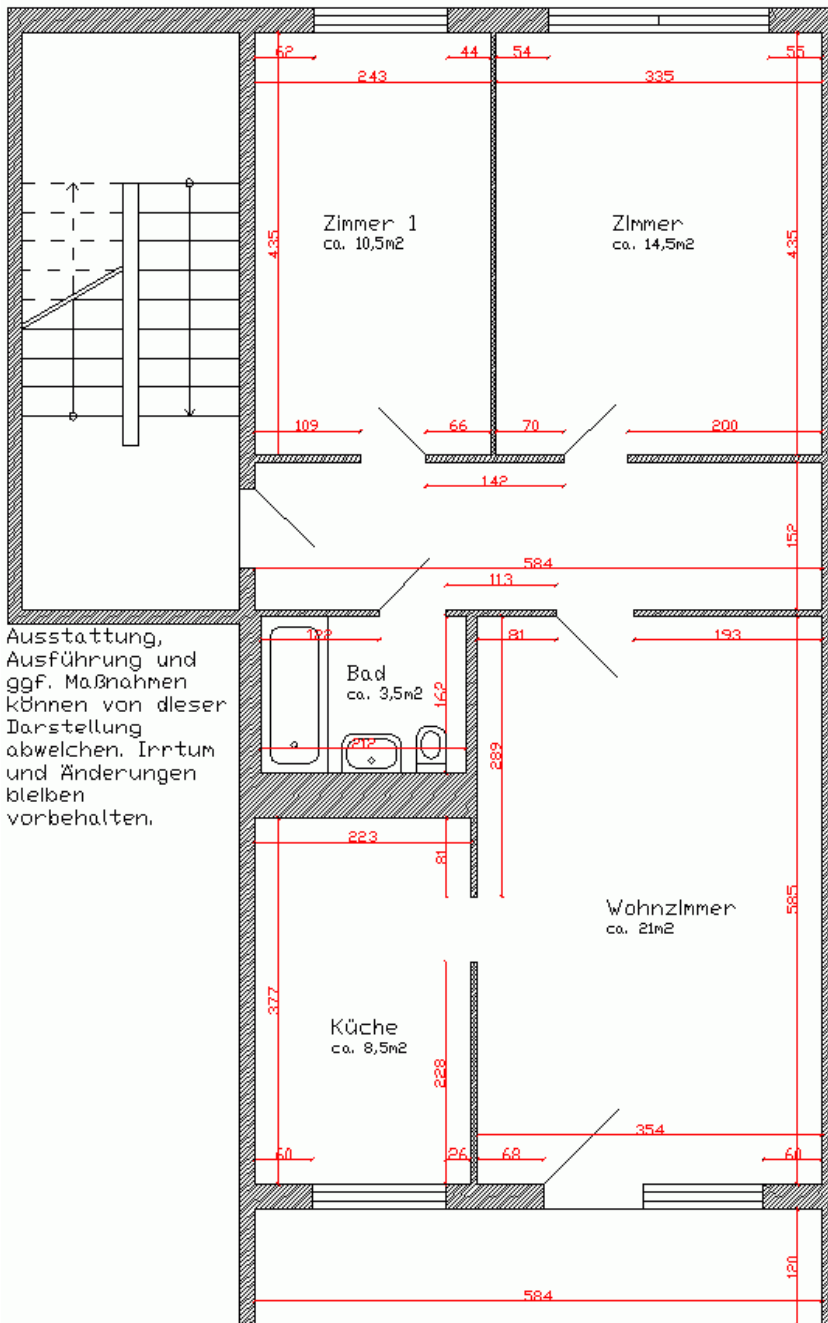 62
44
54
55
243
335
Zimmer 1
ca. 10,5m2
ZImmer
ca. 14,5m2
435
435
109
66
70
200
142
152
584
113
Ausstattung,
Ausführung und
ggf. Maßnahmen
können von dIeser
Darstellung
abweIchen. Irrtum
und Änderungen
bleIben
vorbehalten.
122
81
193
Bad
ca. 3,5m2
162
212
289
223
81
WohnzImmer
ca. 21m2
585
377
Küche
ca. 8,5m2
228
354
60
26
68
60
120
584